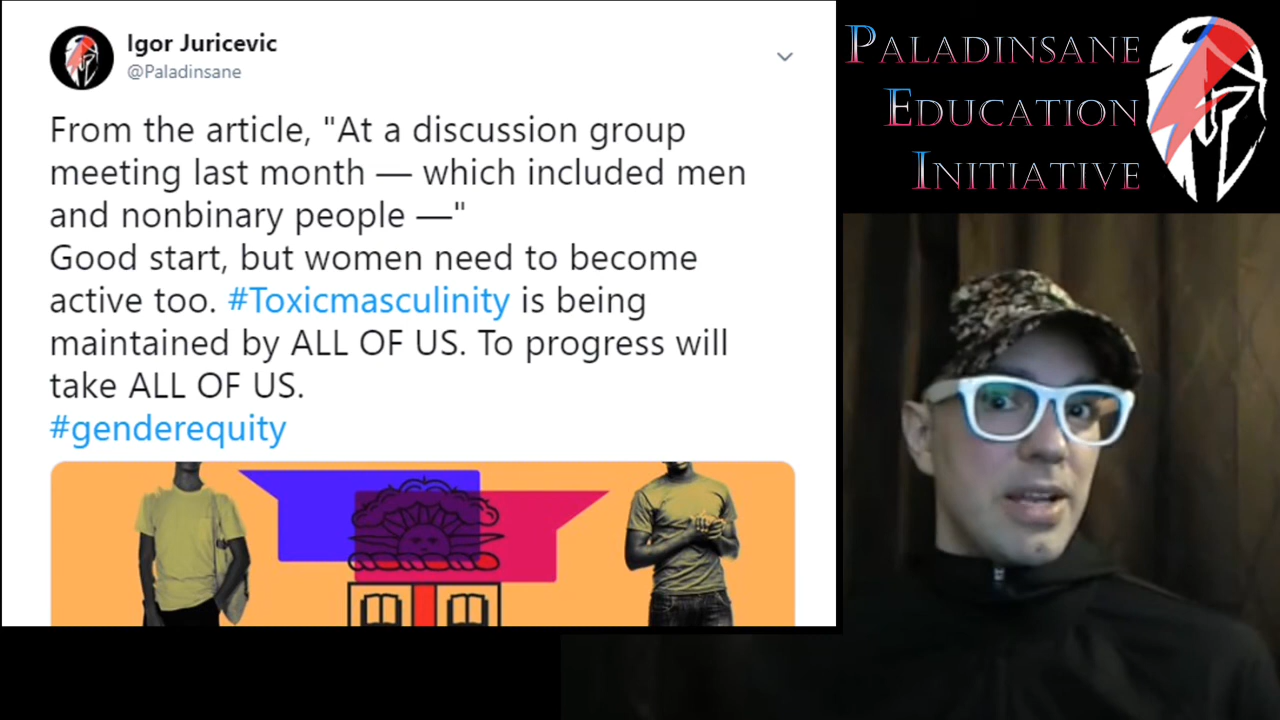 Igor Juricevic
@Paladinsane
From the article, "At a discussion group
meeting last month — which included men
and nonbinary people —"
Good start, but women need to become
active too. #Toxicmasculinity is being
maintained by ALL OF US. To progress will
take ALL OF US.
#genderequity
PALADINSANE
EDUCATION
INITIATIVE